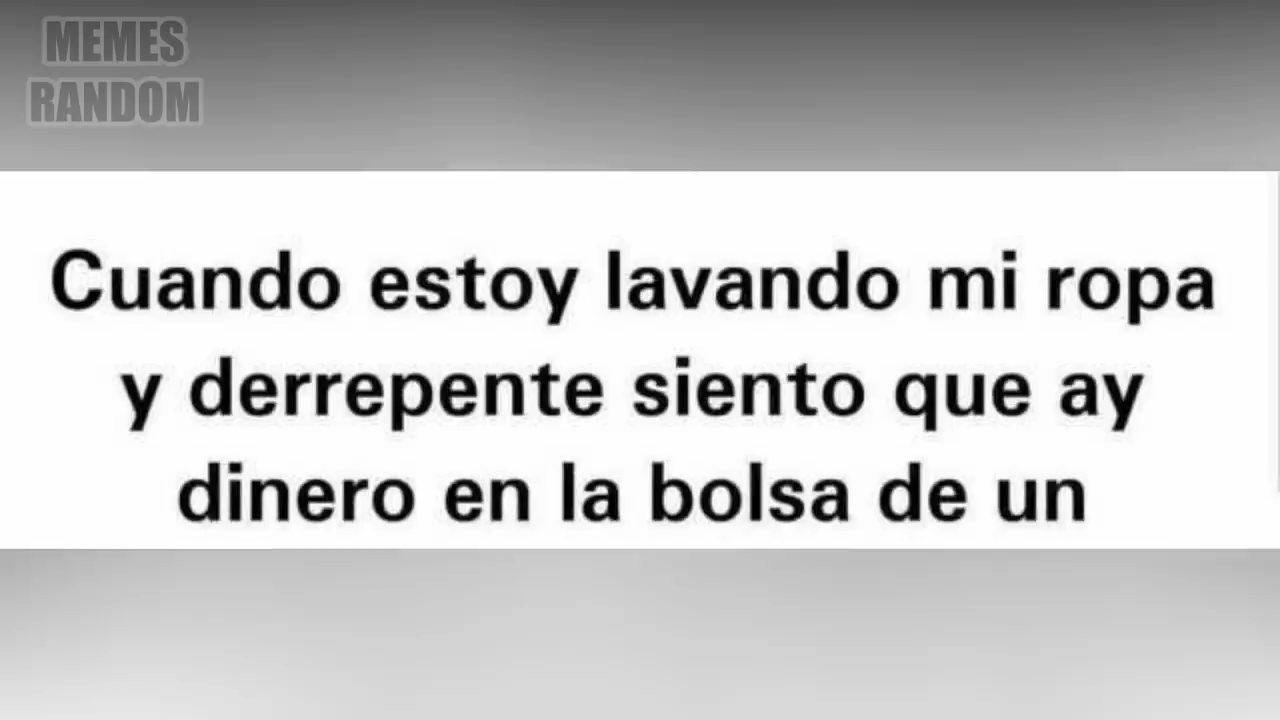 MEMES
RANDOM
Cuando estoy lavando mi ropa
y derrepente siento que ay
dinero en la bolsa de un